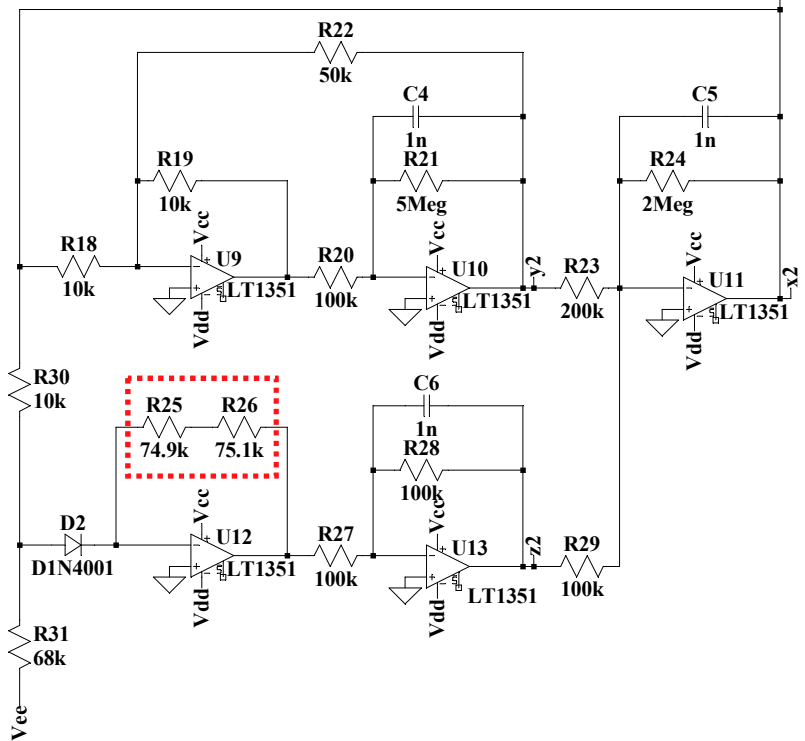 R22
50k
C4
1n
C5
1n
R19
10k
R21
5Meg
R24
2Meg
R18
10k
Vcc
U9
LT1351
Vdd
R20
100k
Vcc
U10
LT1351
Vdd
y2
R23
200k
Vcc
U11
LT1351
Vdd
x2
R30
10k
R25
74.9k
R26
75.1k
C6
1n
R28
100k
D2
D1N4001
Vcc
U12
LT1351
Vdd
R27
100k
Vcc
U13
LT1351
Vdd
z2
R29
100k
R31
68k
Vee